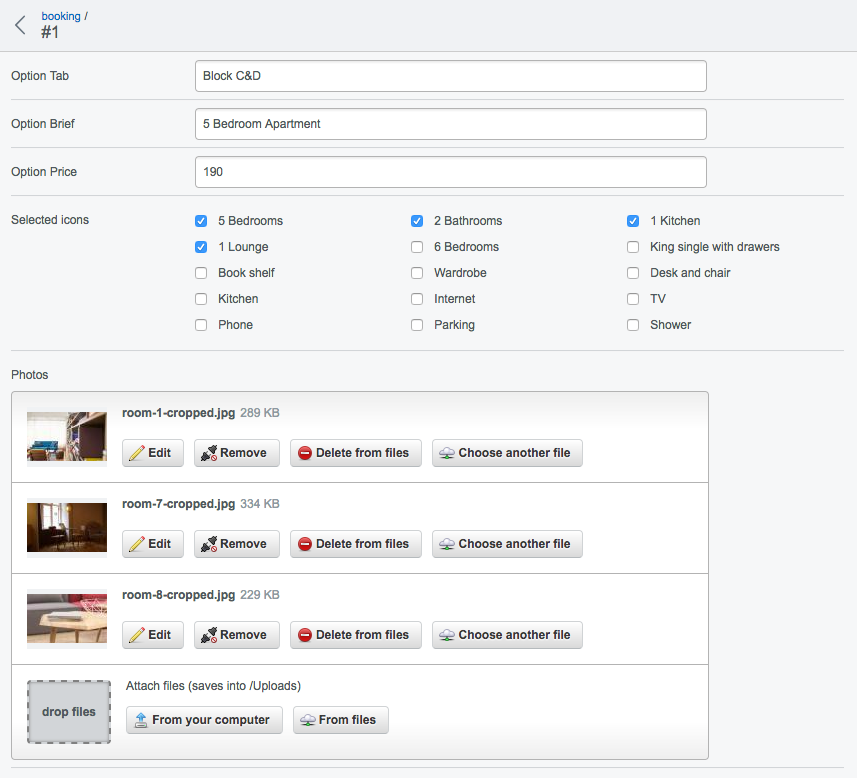 booking /
#1
Option Tab Block C&D
Option Brief 5 Bedroom Apartment
Option Price 190
Selected icons 5 Bedrooms 2 Bathrooms 1 Kitchen
1 Lounge 6 Bedrooms King single with drawers
Book shelf Wardrobe Desk and chair
Kitchen Internet TV
Phone Parking Shower
Photos
room-1-cropped.jpg 289 KB
Edit Remove Delete from files Choose another file
room-7-cropped.jpg 334 KB
Edit Remove Delete from files Choose another file
room-8-cropped.jpg 229 KB
Edit Remove Delete from files Choose another file
Attach files (saves into /Uploads)
drop files From your computer From files